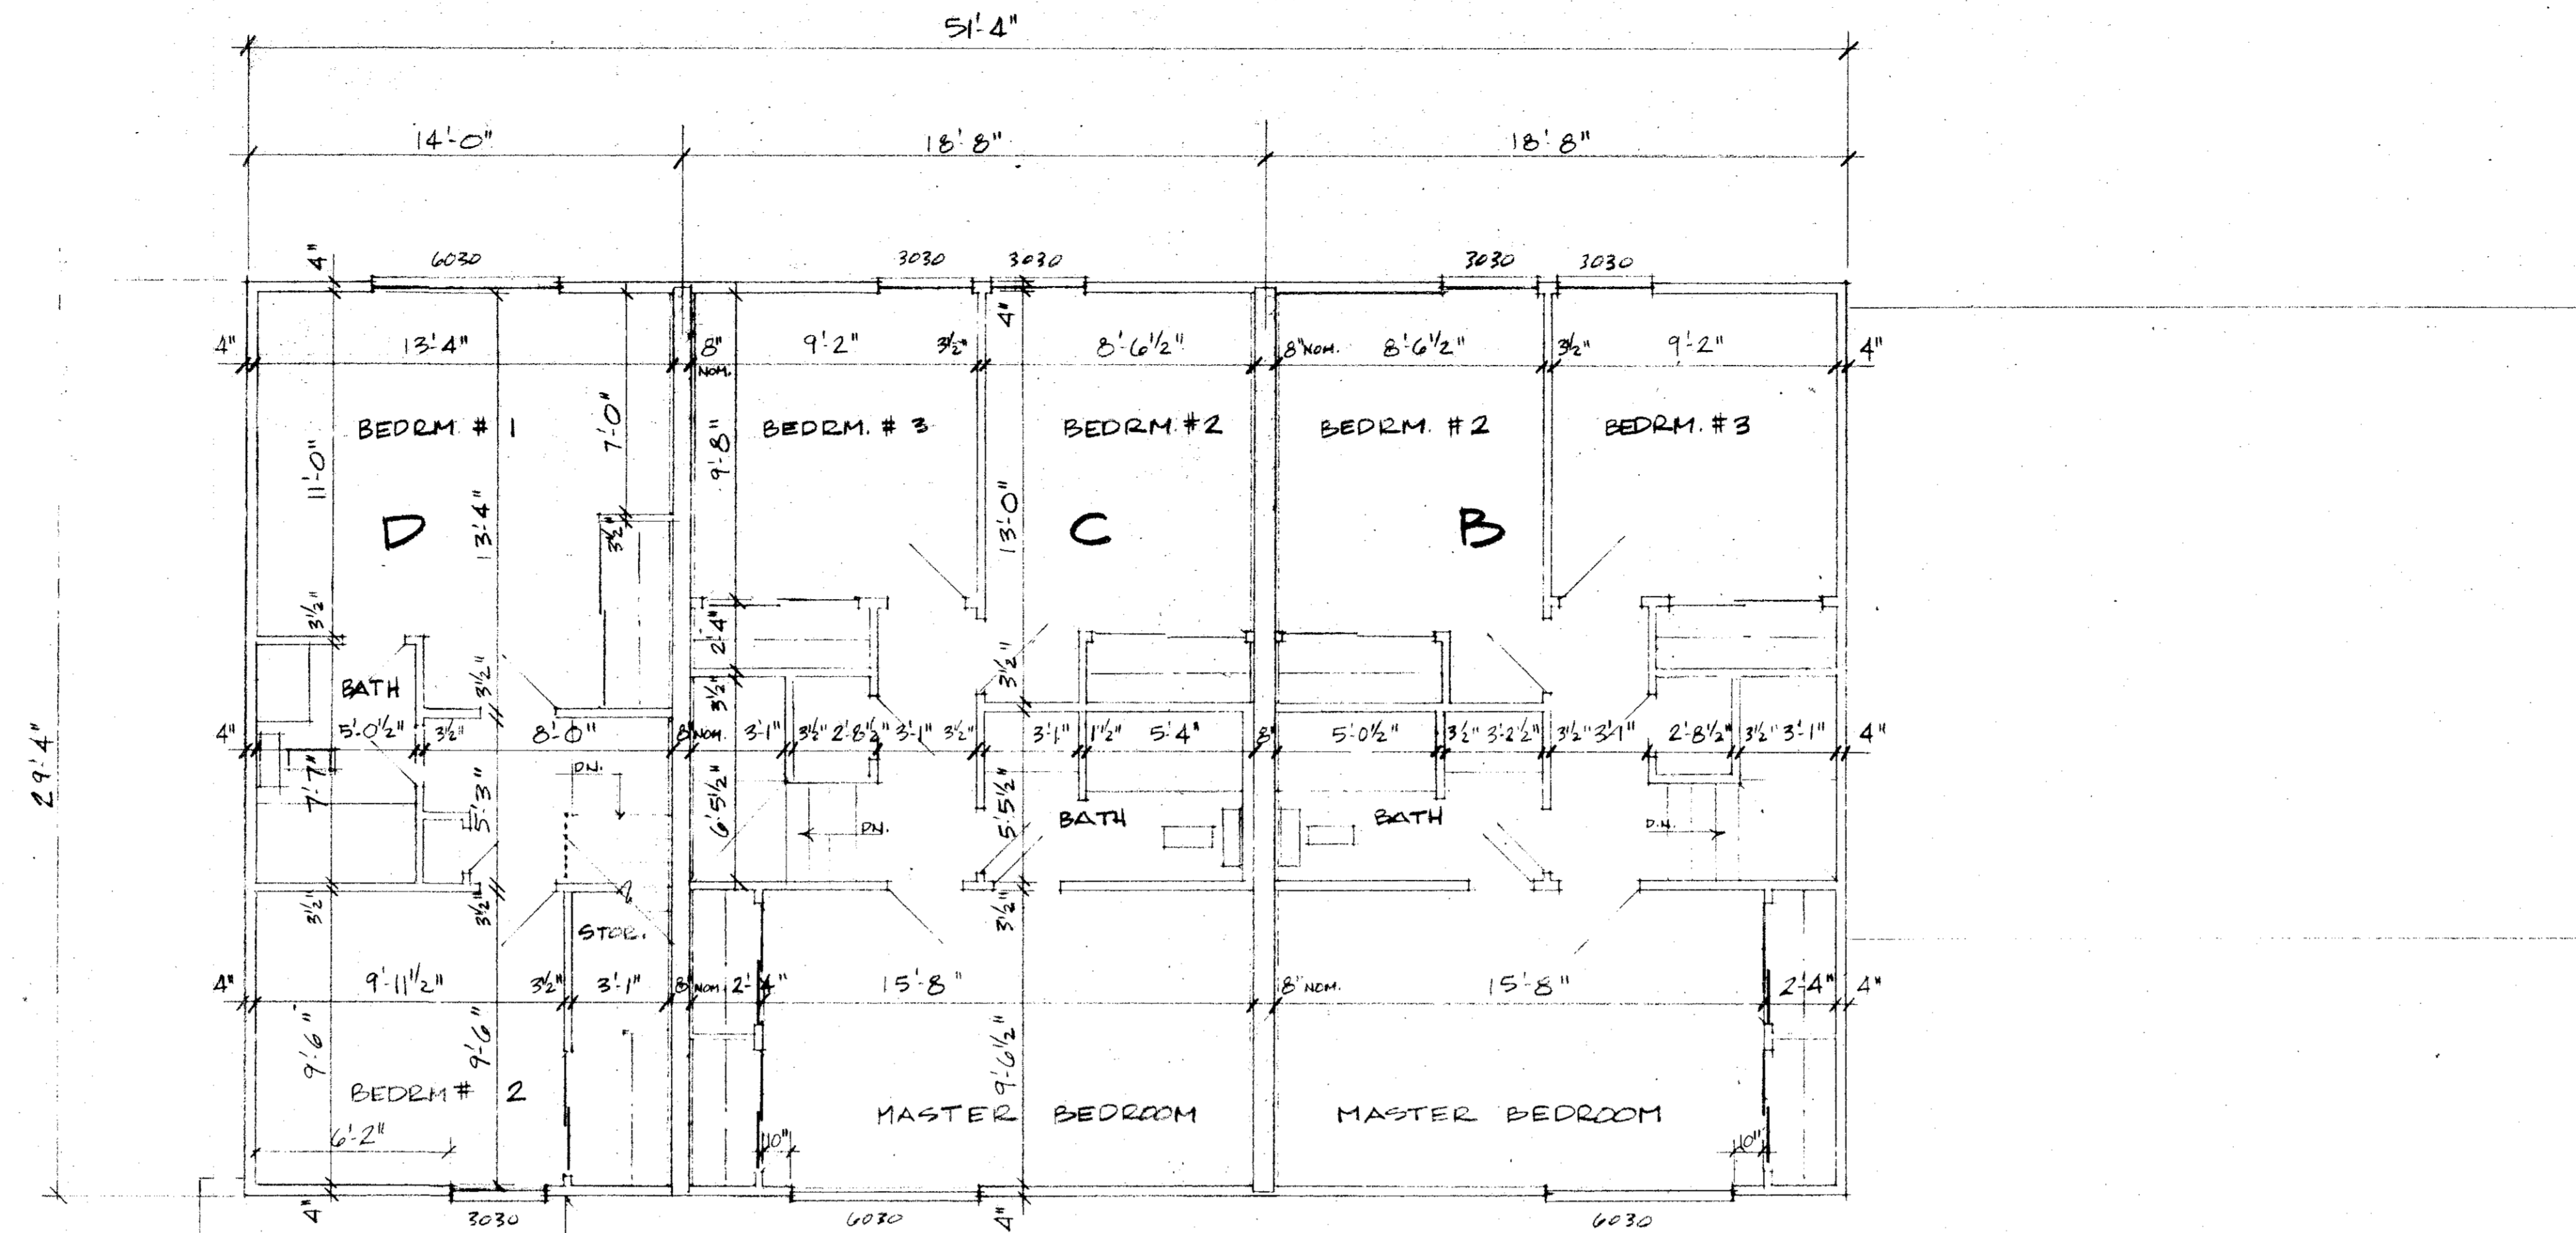 51'-4"
14'-0" 18'-8" 18'-8"
4" 6030 3030 3030 3030 3030
4" 13'-4" 8" NOM. 9'-2" 3½" 4" 8'-6½" 8" NOM. 8'-6½" 3½" 9'-2" 4"
BEDRM. # 1 7'-0" BEDRM. # 3 BEDRM. #2 BEDRM. #2 BEDRM. #3
11'-0" 9'-8"
D 13'-4" 3½" 13'-0" C B
3½" 2'-4"
BATH 3½" 3½" 3½"
4" 5'-0½" 3½" 8'-0" 8" NOM. 3'-1" 3½" 2'-8½" 3'-1" 3½" 3'-1" 1½" 5'-4" 8" 5'-0½" 3½" 3'-2½" 3½" 3'-1" 2'-8½" 3½" 3'-1" 4"
29'-4"
7'-7" 5'-3" DN. 6'-5½" 5'-5½"
DN. BATH BATH DN.
3½" 3½" 3½"
STOR.
4" 9'-11½" 3½" 3'-1" 8" NOM. 2'-4" 15'-8" 8" NOM. 15'-8" 2'-4" 4"
9'-6" 9'-6" 9'-6½"
BEDRM # 2 MASTER BEDROOM MASTER BEDROOM
6'-2" 10" 10"
4" 3030 6030 4" 6030